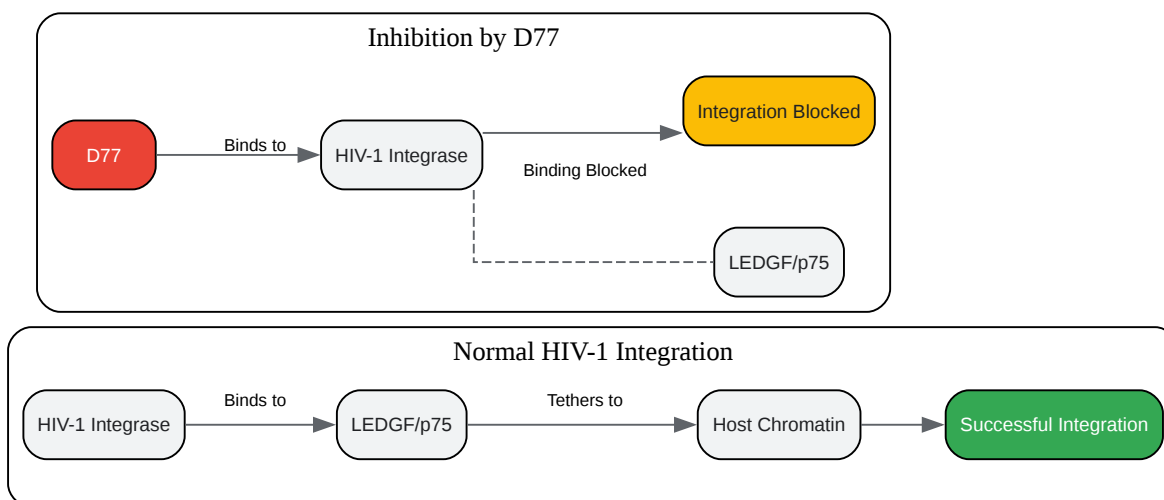 Inhibition by D77
D77
Binds to
HIV-1 Integrase
Integration Blocked
Binding Blocked
LEDGF/p75
Normal HIV-1 Integration
HIV-1 Integrase
Binds to
LEDGF/p75
Tethers to
Host Chromatin
Successful Integration